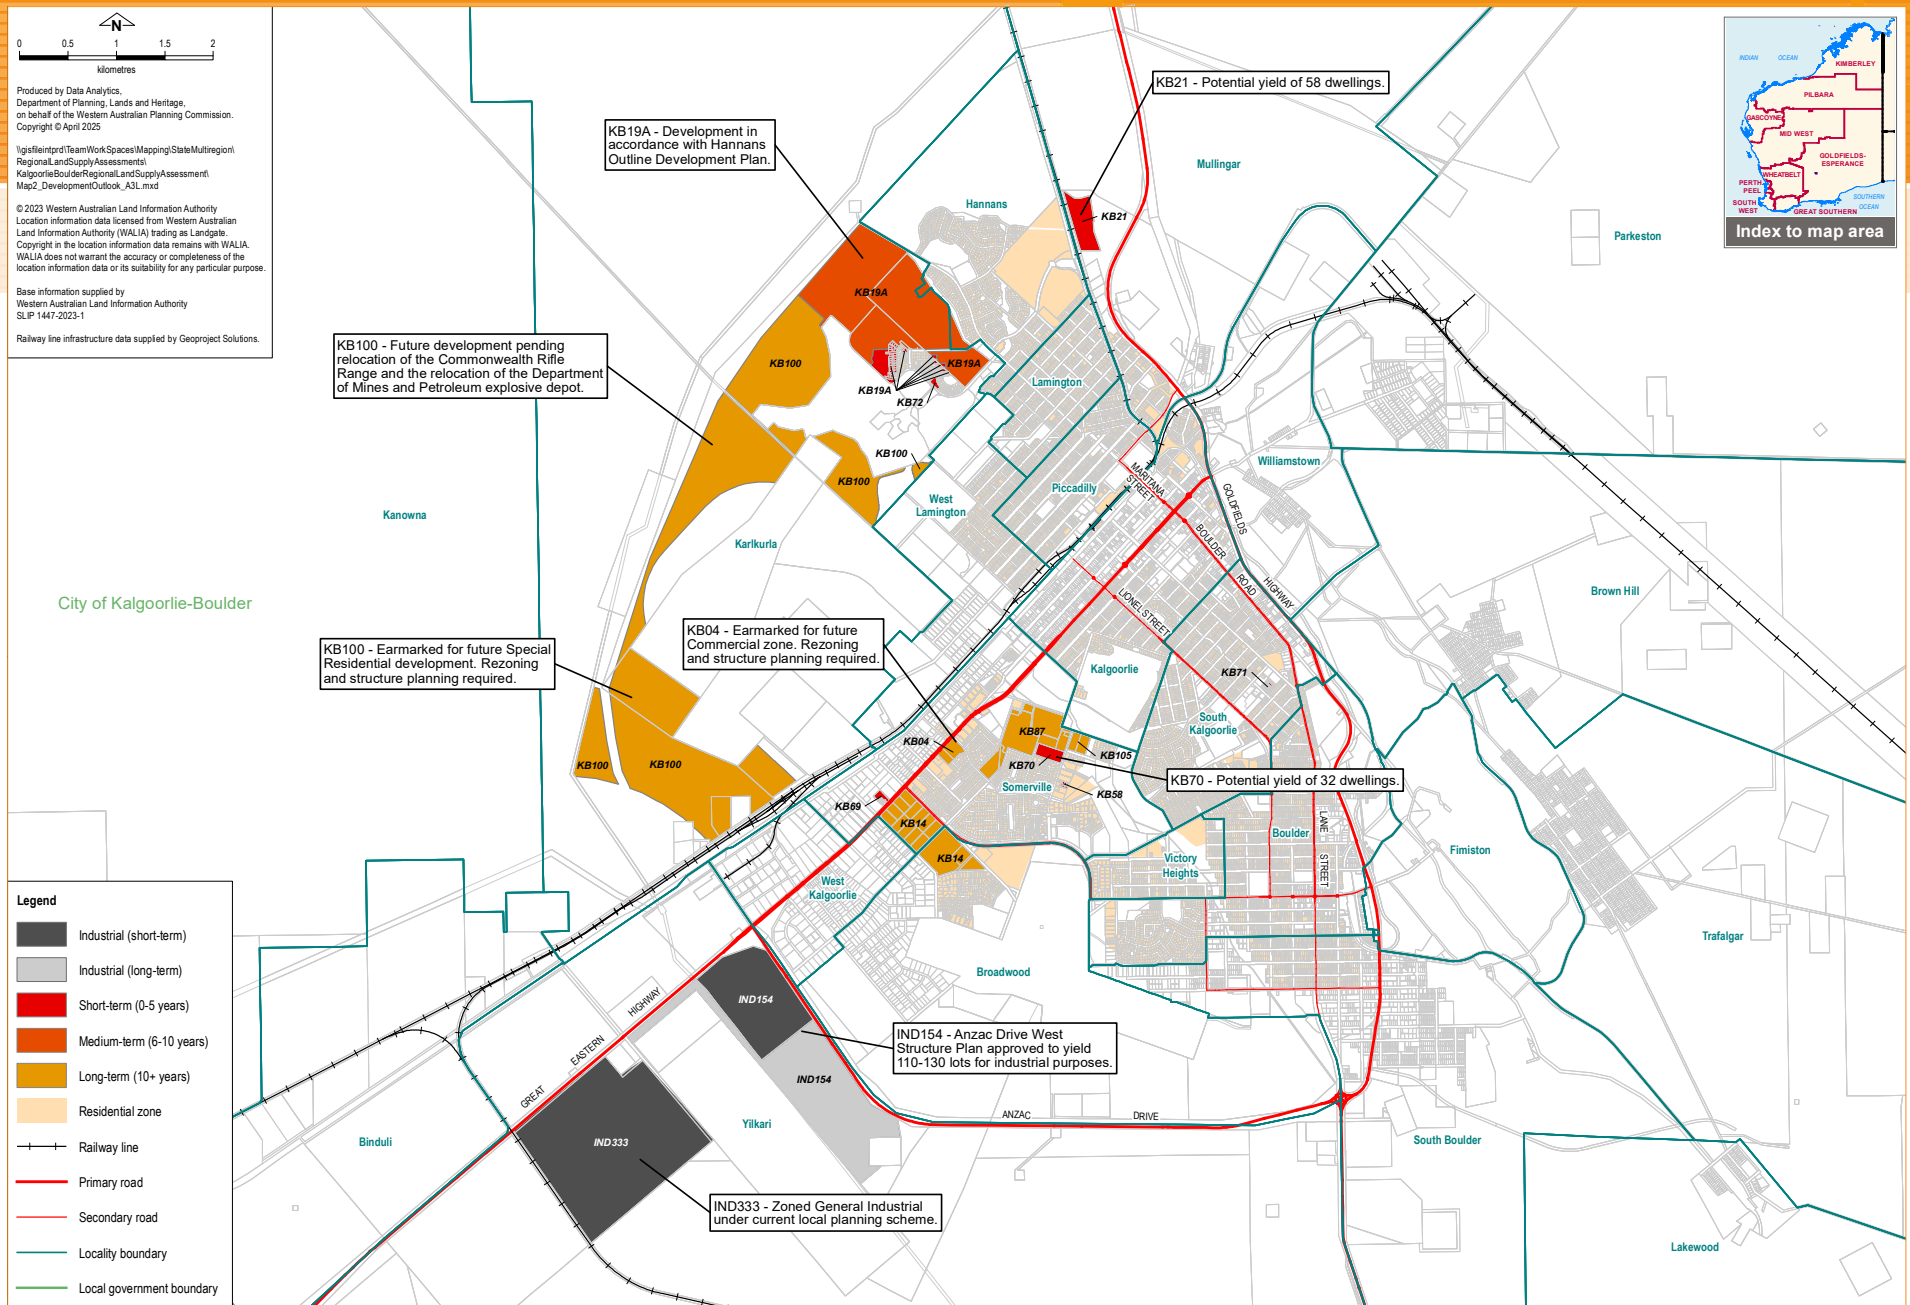 N
0 0.5 1 1.5 2
kilometres
Produced by Data Analytics,
Department of Planning, Lands and Heritage,
on behalf of the Western Australian Planning Commission.
Copyright © April 2025
\\gisfileintprd\TeamWorkSpaces\Mapping\StateMultiregion\
RegionalLandSupplyAssessments\
KalgoorlieBoulderRegionalLandSupplyAssessment\
Map2_DevelopmentOutlook_A3L.mxd
© 2023 Western Australian Land Information Authority
Location information data licensed from Western Australian
Land Information Authority (WALIA) trading as Landgate.
Copyright in the location information data remains with WALIA.
WALIA does not warrant the accuracy or completeness of the
location information data or its suitability for any particular purpose.
Base information supplied by
Western Australian Land Information Authority
SLIP 1447-2023-1
Railway line infrastructure data supplied by Geoproject Solutions.
KB21 - Potential yield of 58 dwellings.
KB19A - Development in
accordance with Hannans
Outline Development Plan.
KB100 - Future development pending
relocation of the Commonwealth Rifle
Range and the relocation of the Department
of Mines and Petroleum explosive depot.
KB100 - Earmarked for future Special
Residential development. Rezoning
and structure planning required.
KB04 - Earmarked for future
Commercial zone. Rezoning
and structure planning required.
KB70 - Potential yield of 32 dwellings.
IND154 - Anzac Drive West
Structure Plan approved to yield
110-130 lots for industrial purposes.
IND333 - Zoned General Industrial
under current local planning scheme.
INDIAN OCEAN
KIMBERLEY
PILBARA
GASCOYNE
MID WEST
GOLDFIELDS-
ESPERANCE
WHEATBELT
PERTH
PEEL
SOUTH
WEST
GREAT SOUTHERN
SOUTHERN
OCEAN
Index to map area
Mullingar
Hannans
KB21
Parkeston
KB19A
KB100
KB19A
KB19A
KB72
Lamington
KB100
KB100
West
Lamington
Piccadilly
MARITANA
STREET
Williamstown
GOLDFIELDS
HIGHWAY
BOULDER
ROAD
LIONEL STREET
Kanowna
Karlkurla
City of Kalgoorlie-Boulder
Brown Hill
Kalgoorlie
KB71
South
Kalgoorlie
KB04
KB87
KB105
KB70
KB58
Somerville
KB100
KB100
KB69
KB14
KB14
Boulder
LANE
STREET
Victory
Heights
Fimiston
West
Kalgoorlie
Broadwood
Trafalgar
IND154
IND154
GREAT
EASTERN
HIGHWAY
IND333
Yilkari
Binduli
ANZAC
DRIVE
South Boulder
Lakewood
Legend
Industrial (short-term)
Industrial (long-term)
Short-term (0-5 years)
Medium-term (6-10 years)
Long-term (10+ years)
Residential zone
Railway line
Primary road
Secondary road
Locality boundary
Local government boundary